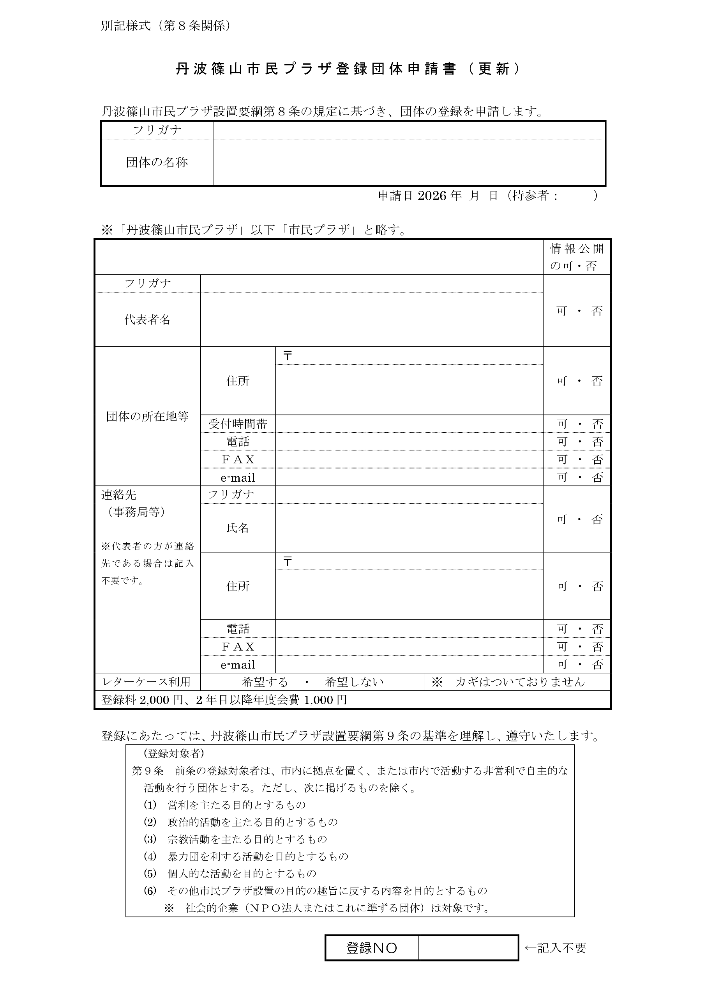 別記様式（第８条関係）
丹波篠山市民プラザ登録団体申請書（更新）
丹波篠山市民プラザ設置要綱第８条の規定に基づき、団体の登録を申請します。
フリガナ
団体の名称
申請日 2026 年 月 日（持参者： ）
※「丹波篠山市民プラザ」以下「市民プラザ」と略す。
情報公開
の可・否
フリガナ
代表者名
可 ・ 否
団体の所在地等
住所
〒
可 ・ 否
受付時間帯
可 ・ 否
電話
可 ・ 否
ＦＡＸ
可 ・ 否
e-mail
可 ・ 否
連絡先
（事務局等）
※代表者の方が連絡
先である場合は記入
不要です。
フリガナ
氏名
可 ・ 否
住所
〒
可 ・ 否
電話
可 ・ 否
ＦＡＸ
可 ・ 否
e-mail
可 ・ 否
レターケース利用
希望する ・ 希望しない
※ カギはついておりません
登録料 2,000 円、2 年目以降年度会費 1,000 円
登録にあたっては、丹波篠山市民プラザ設置要綱第９条の基準を理解し、遵守いたします。
（登録対象者）
第９条 前条の登録対象者は、市内に拠点を置く、または市内で活動する非営利で自主的な
活動を行う団体とする。ただし、次に掲げるものを除く。
(1) 営利を主たる目的とするもの
(2) 政治的活動を主たる目的とするもの
(3) 宗教活動を主たる目的とするもの
(4) 暴力団を利する活動を目的とするもの
(5) 個人的な活動を目的とするもの
(6) その他市民プラザ設置の目的の趣旨に反する内容を目的とするもの
※ 社会的企業（ＮＰＯ法人またはこれに準ずる団体）は対象です。
登録ＮＯ
←記入不要